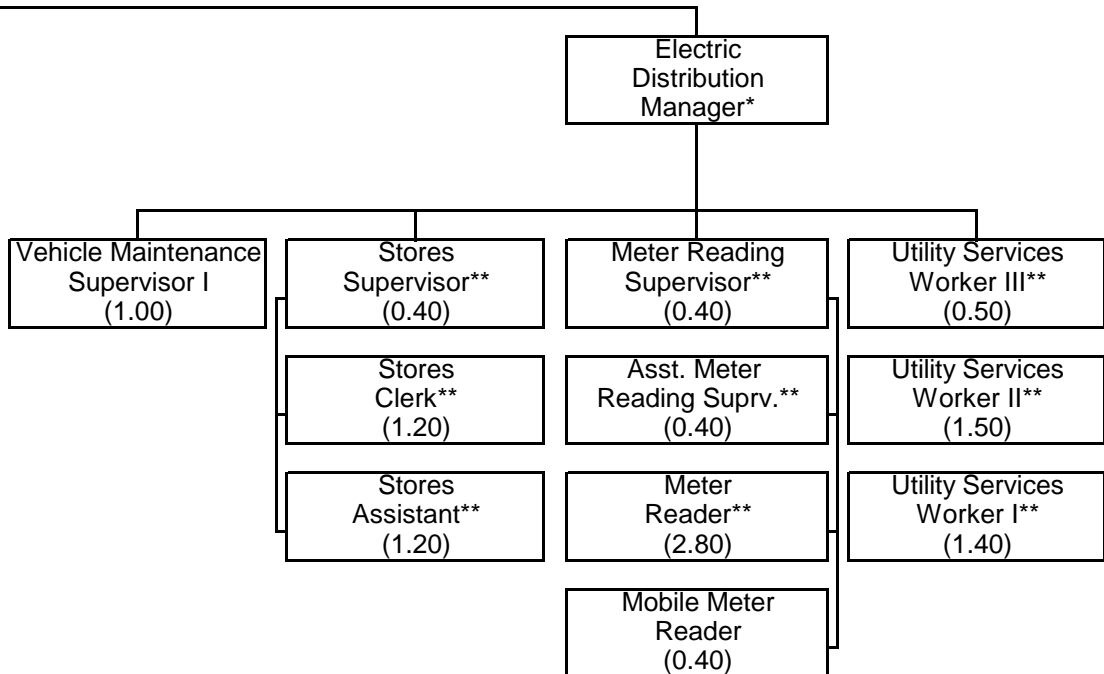 Electric
Distribution
Manager*
Vehicle Maintenance
Supervisor I
(1.00)
Stores
Supervisor**
(0.40)
Meter Reading
Supervisor**
(0.40)
Utility Services
Worker III**
(0.50)
Stores
Clerk**
(1.20)
Asst. Meter
Reading Suprv.**
(0.40)
Utility Services
Worker II**
(1.50)
Stores
Assistant**
(1.20)
Meter
Reader**
(2.80)
Utility Services
Worker I**
(1.40)
Mobile Meter
Reader
(0.40)